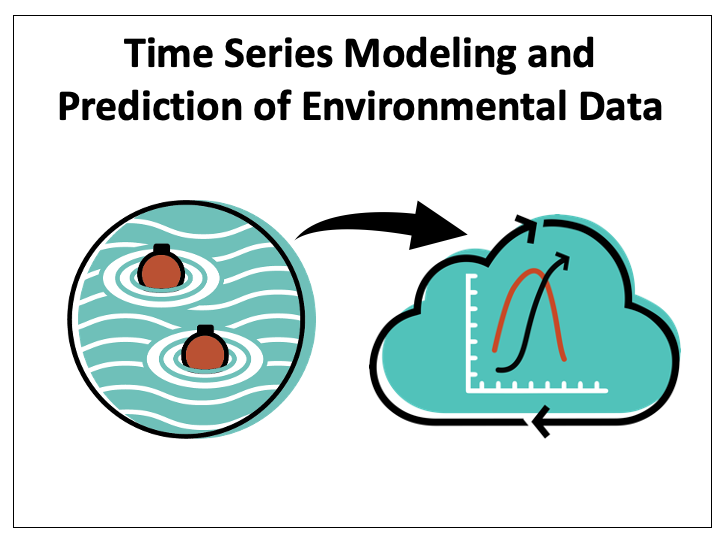 Time Series Modeling and
Prediction of Environmental Data